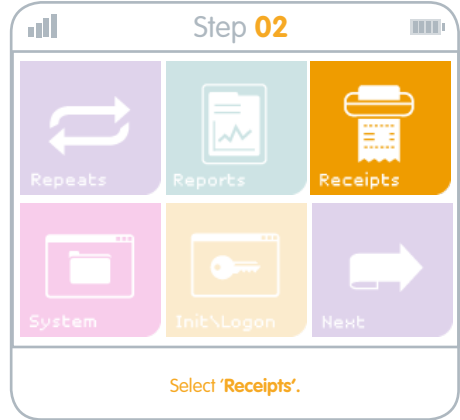 Step 02
Repeats
Reports
Receipts
System
Init\Logon
Next
Select ‘Receipts’.